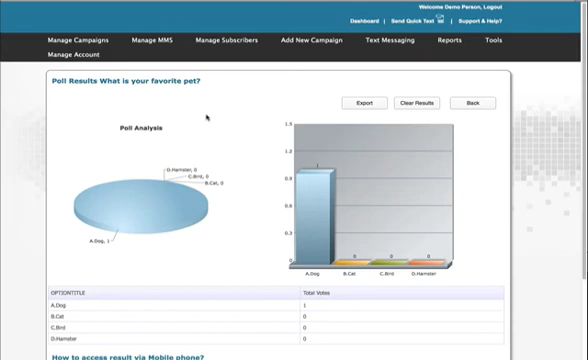 Welcome Demo Person, Logout
Dashboard | Send Quick Text | Support & Help?
Manage Campaigns Manage MMS Manage Subscribers Add New Campaign Text Messaging Reports Tools
Manage Account
Poll Results What is your favorite pet?
Export Clear Results Back
Poll Analysis
D.Hamster, 0
C.Bird, 0
B.Cat, 0
A.Dog, 1
1.5
1.2
0.9
0.6
0.3
0
1 0 0 0
A.Dog B.Cat C.Bird D.Hamster
OPTIONTITLE Total Votes
A.Dog 1
B.Cat 0
C.Bird 0
D.Hamster 0
How to access result via Mobile phone?